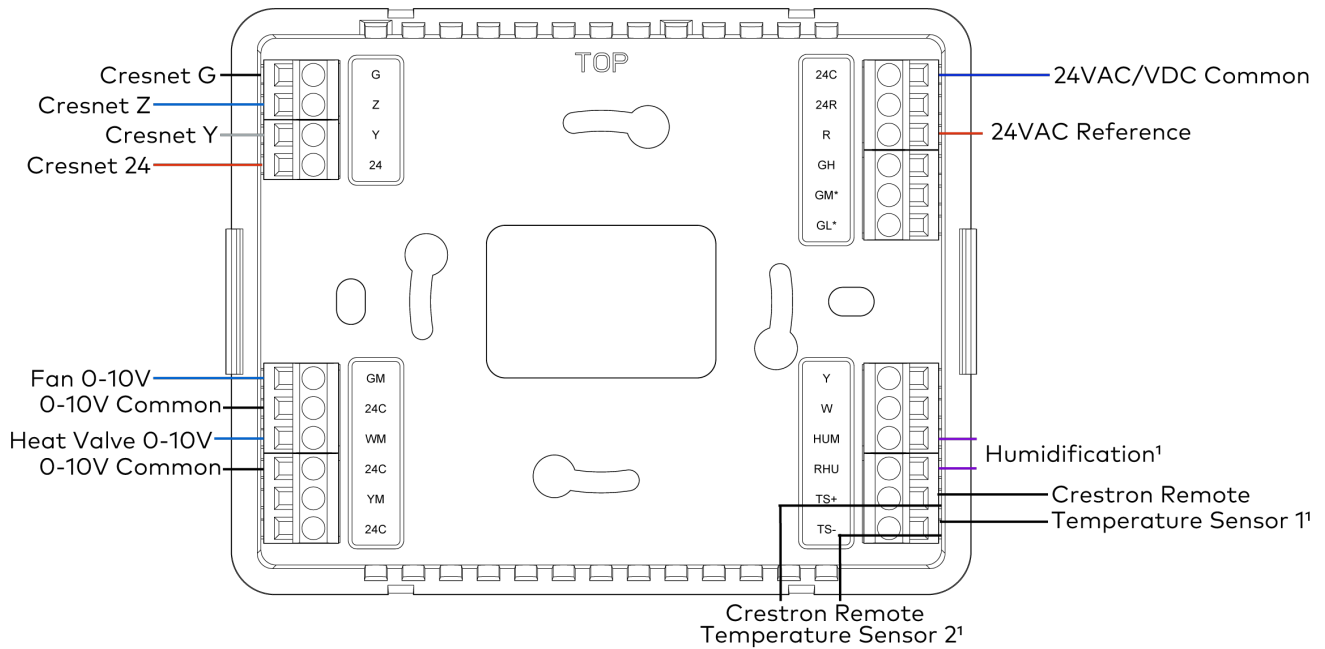 TOP
Cresnet G
Cresnet Z
Cresnet Y
Cresnet 24
G
Z
Y
24
24C
24R
R
GH
GM*
GL*
24VAC/VDC Common
24VAC Reference
Fan 0-10V
0-10V Common
Heat Valve 0-10V
0-10V Common
GM
24C
WM
24C
YM
24C
Y
W
HUM
RHU
TS+
TS-
Humidification¹
Crestron Remote
Temperature Sensor 1¹
Crestron Remote
Temperature Sensor 2¹